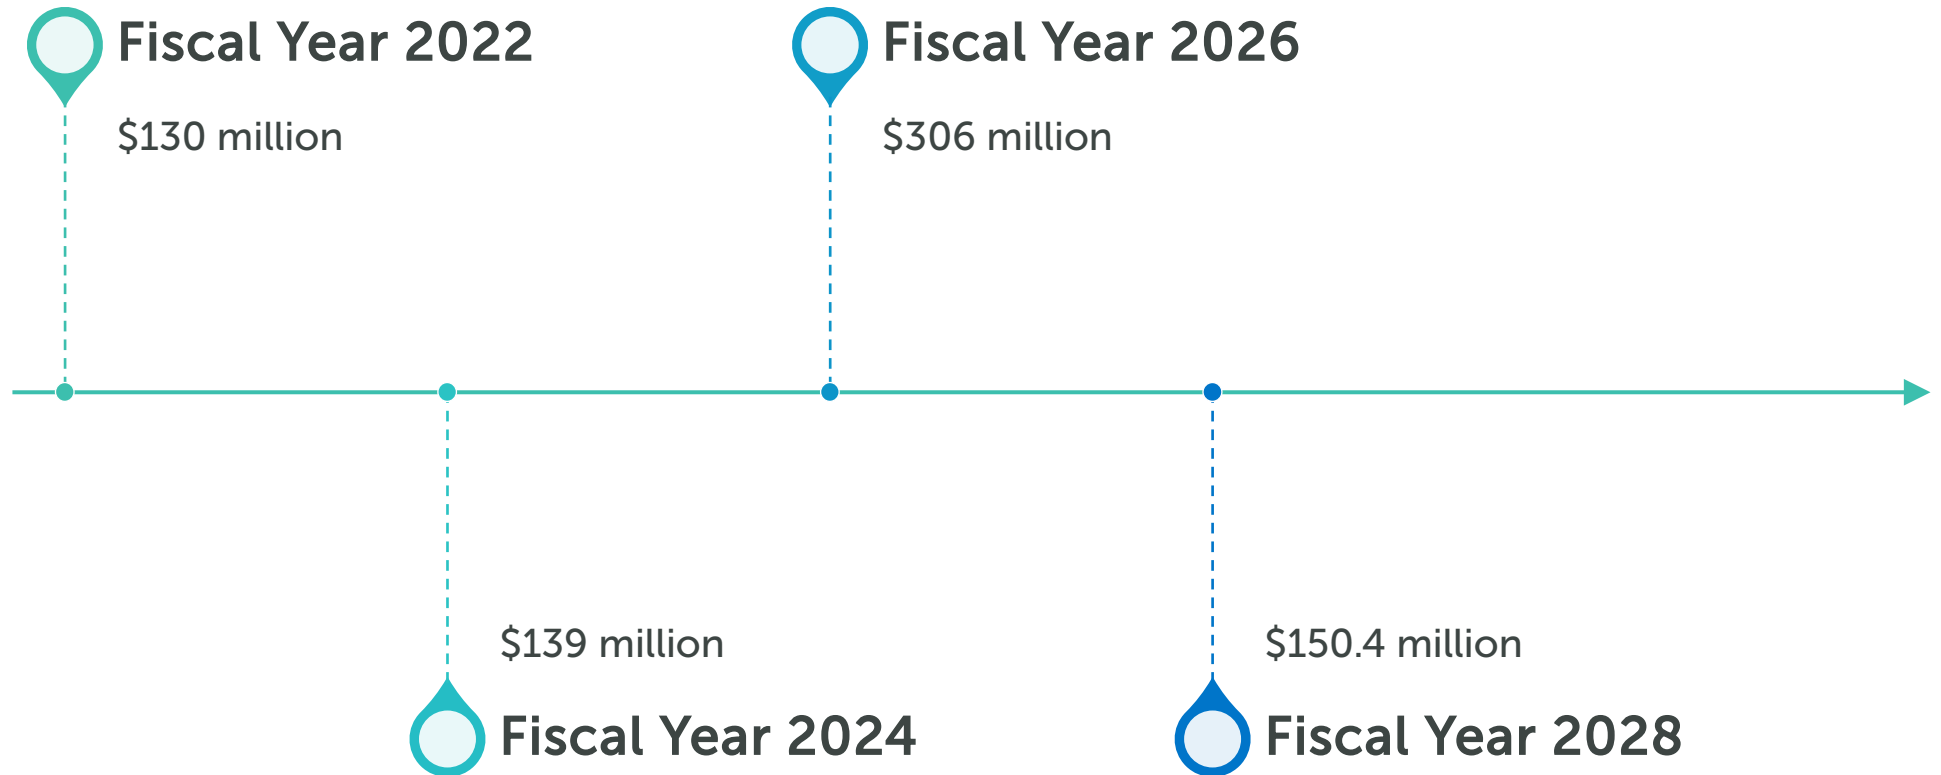 Fiscal Year 2022
$130 million
Fiscal Year 2026
$306 million
$139 million
Fiscal Year 2024
$150.4 million
Fiscal Year 2028